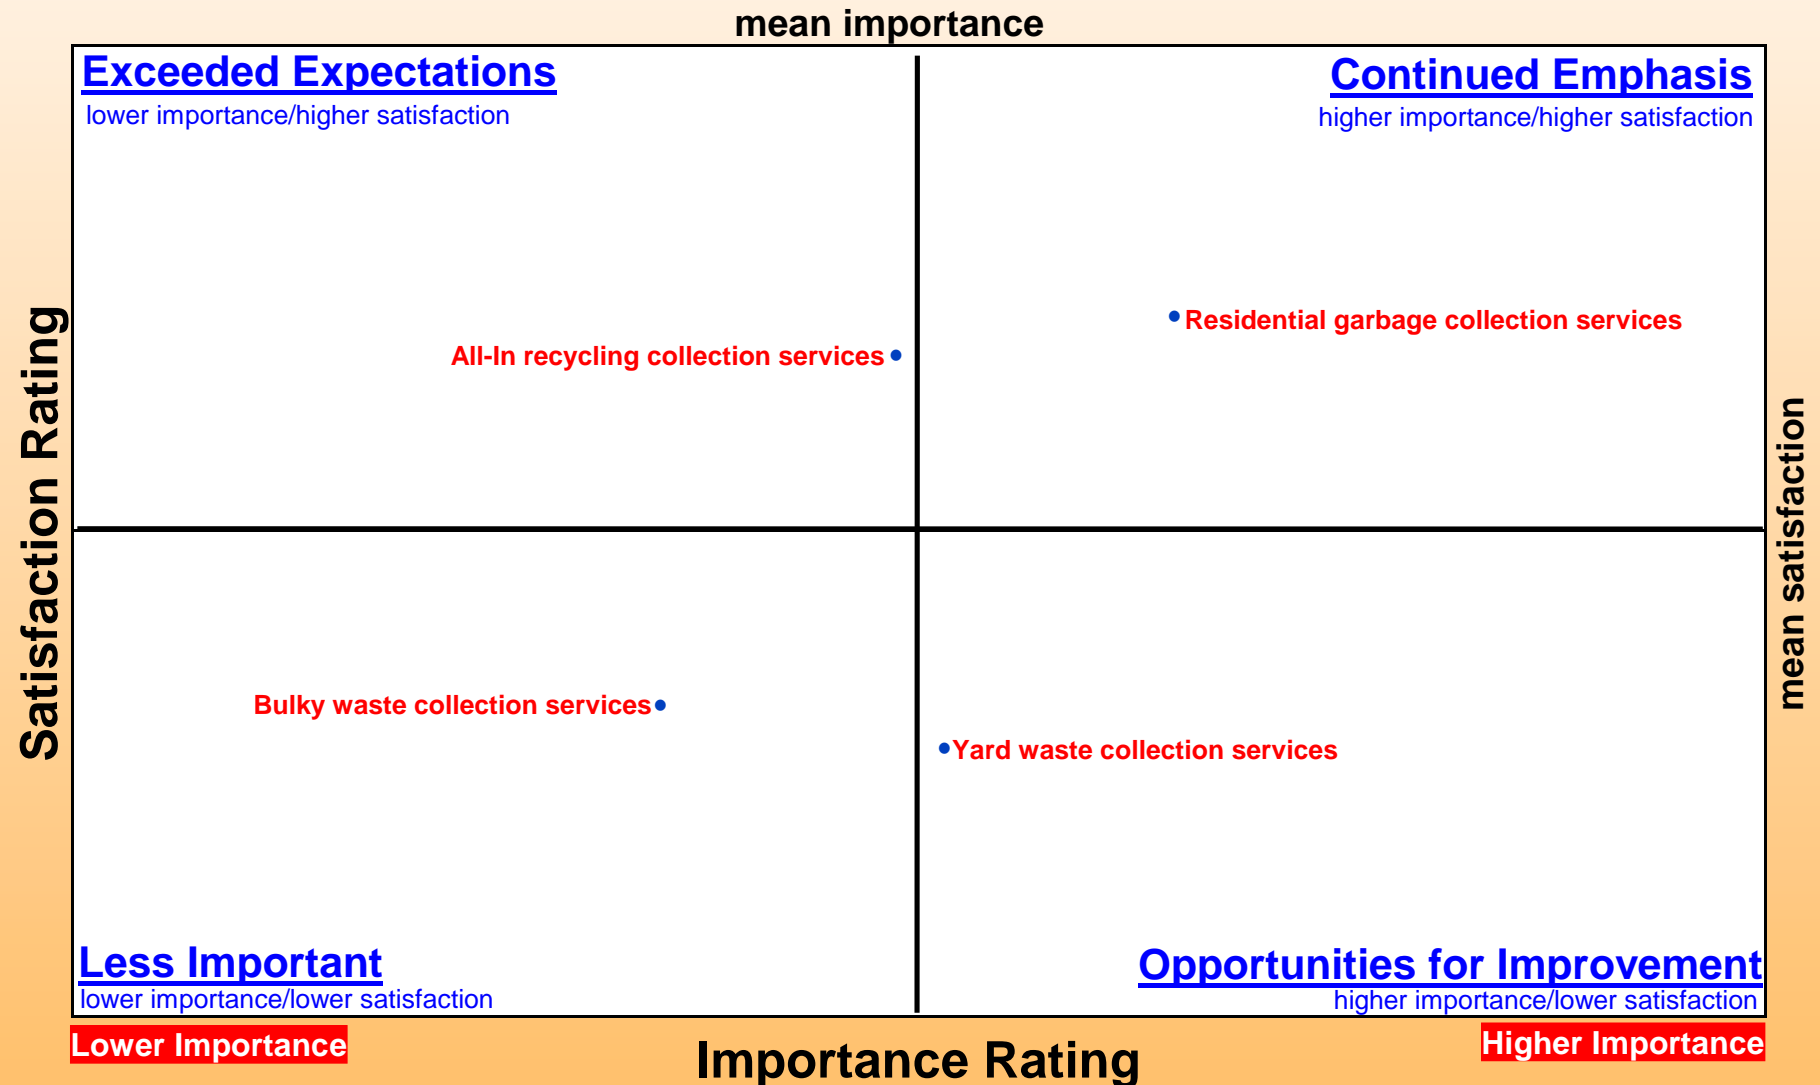 mean importance
Exceeded Expectations
lower importance/higher satisfaction
Continued Emphasis
higher importance/higher satisfaction
Residential garbage collection services
All-In recycling collection services
Satisfaction Rating
mean satisfaction
Bulky waste collection services
Yard waste collection services
Less Important
lower importance/lower satisfaction
Opportunities for Improvement
higher importance/lower satisfaction
Lower Importance
Importance Rating
Higher Importance